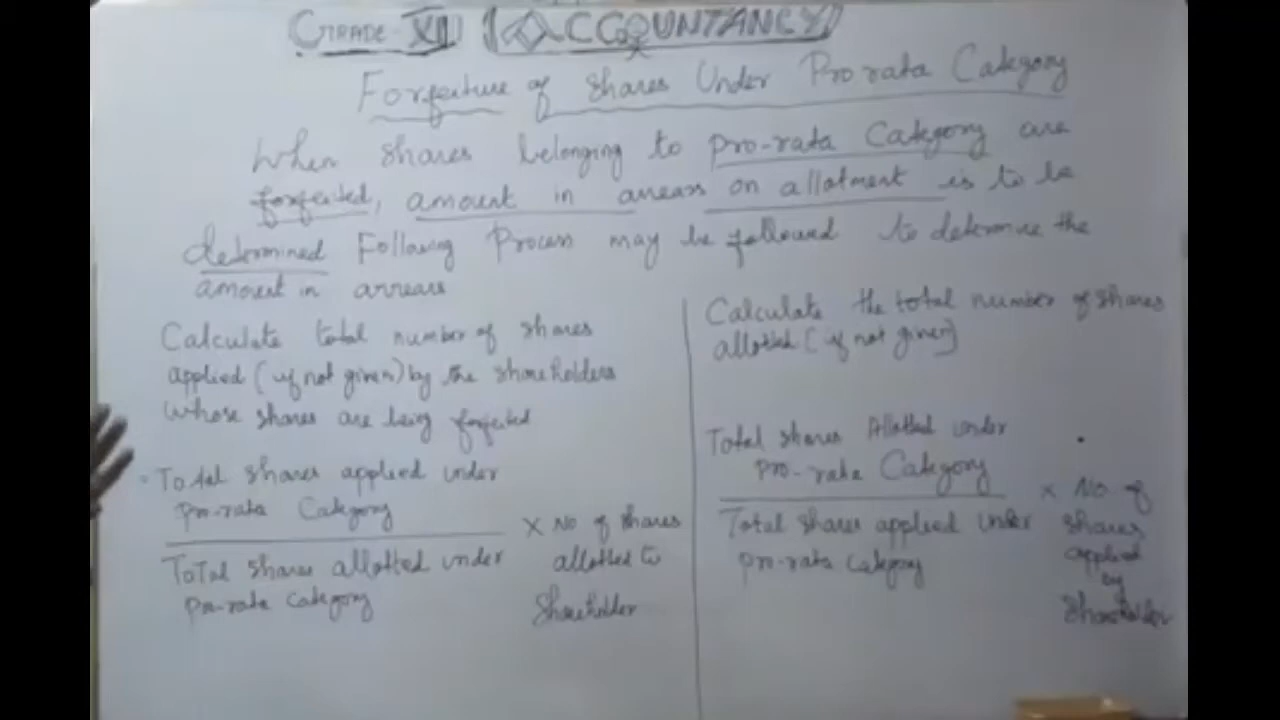 GRADE-XII ACCOUNTANCY
Forfeiture of shares Under Pro rata Category
When shares belonging to pro-rata Category are
forfeited, amount in arrears on allotment is to be
determined Following Process may be followed to determine the
amount in arrears
Calculate total number of shares
applied (if not given) by the shareholders
whose shares are being forfeited
Total shares applied under
pro-rata Category
Total shares allotted under
pro-rata Category
x No of shares
allotted to
Shareholder
Calculate the total number of shares
allotted (if not given)
Total shares Allotted under
pro-rata Category
Total shares applied under
pro-rata Category
x No of
shares
applied
by
shareholder